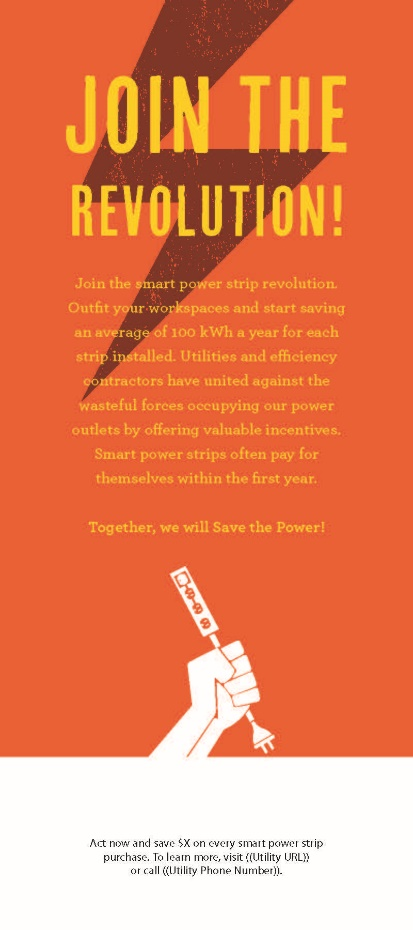 JOIN THE
REVOLUTION!
Join the smart power strip revolution.
Outfit your workspaces and start saving
an average of 100 kWh a year for each
strip installed. Utilities and efficiency
contractors have united against the
wasteful forces occupying our power
outlets by offering valuable incentives.
Smart power strips often pay for
themselves within the first year.
Together, we will Save the Power!
Act now and save $X on every smart power strip
purchase. To learn more, visit ((Utility URL))
or call ((Utility Phone Number)).